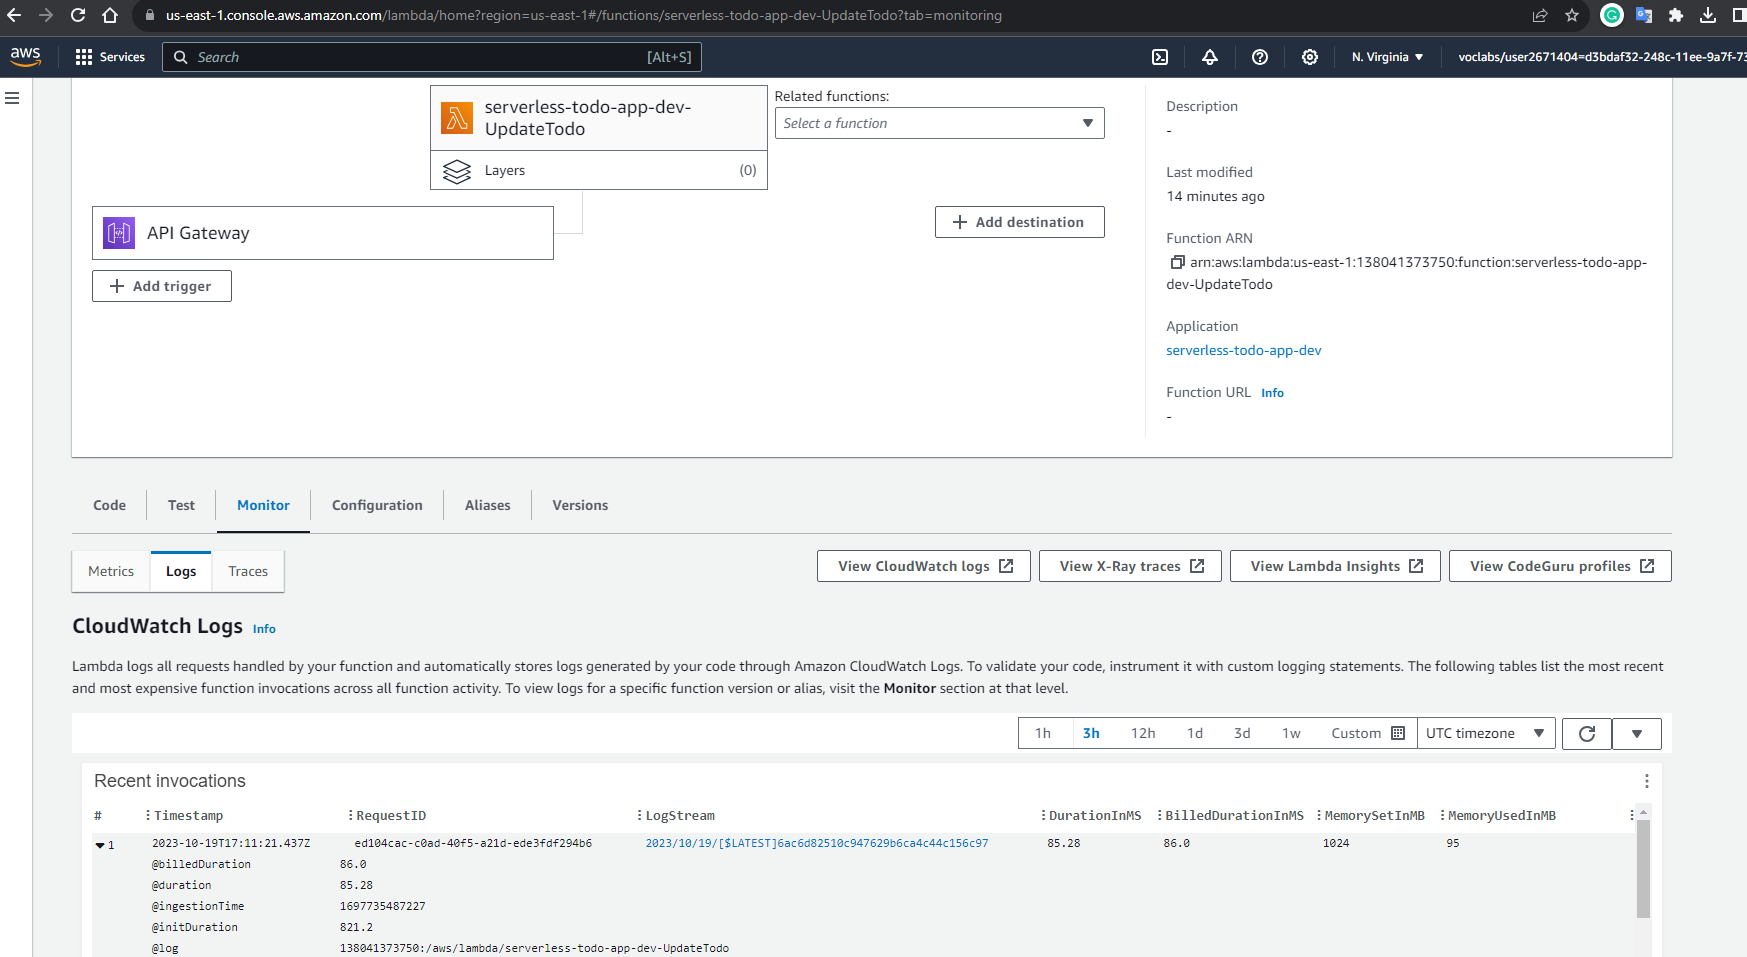 us-east-1.console.aws.amazon.com/lambda/home?region=us-east-1#/functions/serverless-todo-app-dev-UpdateTodo?tab=monitoring
aws Services Search [Alt+S] N. Virginia voclabs/user2671404=d3bdaf32-248c-11ee-9a7f-73
serverless-todo-app-dev-
UpdateTodo
Layers (0)
API Gateway
Add trigger
Related functions:
Select a function
Add destination
Description
-
Last modified
14 minutes ago
Function ARN
arn:aws:lambda:us-east-1:138041373750:function:serverless-todo-app-
dev-UpdateTodo
Application
serverless-todo-app-dev
Function URL Info
-
Code Test Monitor Configuration Aliases Versions
Metrics Logs Traces View CloudWatch logs View X-Ray traces View Lambda Insights View CodeGuru profiles
CloudWatch Logs Info
Lambda logs all requests handled by your function and automatically stores logs generated by your code through Amazon CloudWatch Logs. To validate your code, instrument it with custom logging statements. The following tables list the most recent
and most expensive function invocations across all function activity. To view logs for a specific function version or alias, visit the Monitor section at that level.
1h 3h 12h 1d 3d 1w Custom UTC timezone
Recent invocations
# Timestamp RequestID LogStream DurationInMS BilledDurationInMS MemorySetInMB MemoryUsedInMB
1 2023-10-19T17:11:21.437Z ed104cac-c0ad-40f5-a21d-ede3fdf294b6 2023/10/19/[$LATEST]6ac6d82510c947629b6ca4c44c156c97 85.28 86.0 1024 95
@billedDuration 86.0
@duration 85.28
@ingestionTime 1697735487227
@initDuration 821.2
@log 138041373750:/aws/lambda/serverless-todo-app-dev-UpdateTodo